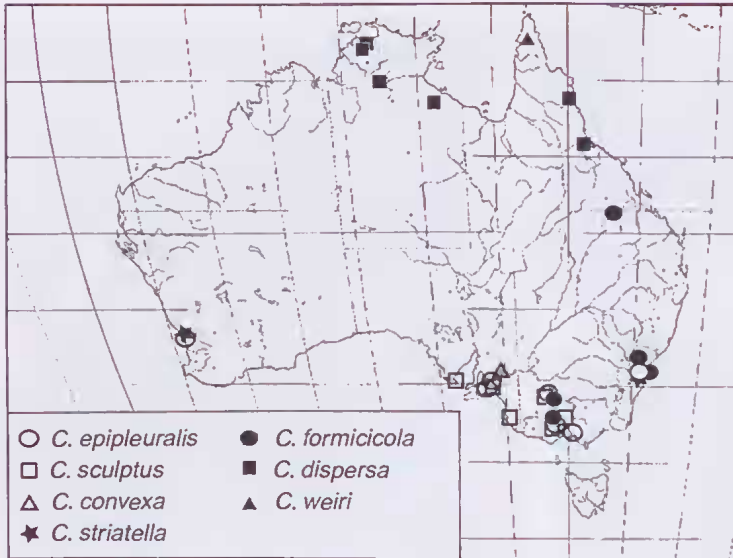 C. epipleuralis
C. sculptus
C. convexa
C. striatella
C. formicicola
C. dispersa
C. weiri